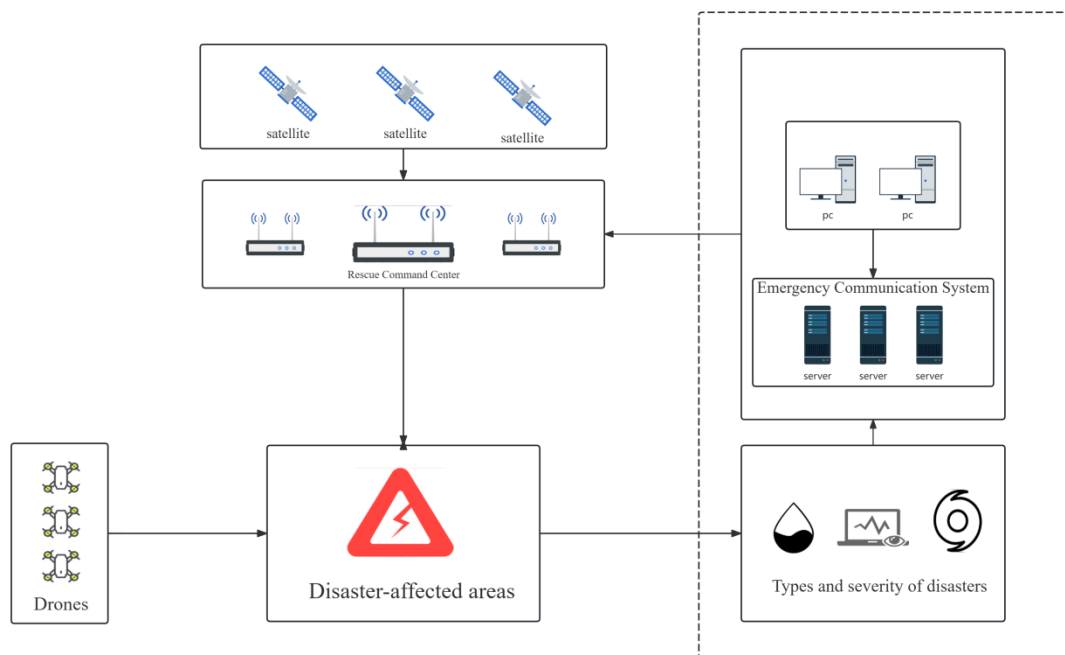 satellite
satellite
satellite
Rescue Command Center
pc
pc
Emergency Communication System
server
server
server
Drones
Disaster-affected areas
Types and severity of disasters